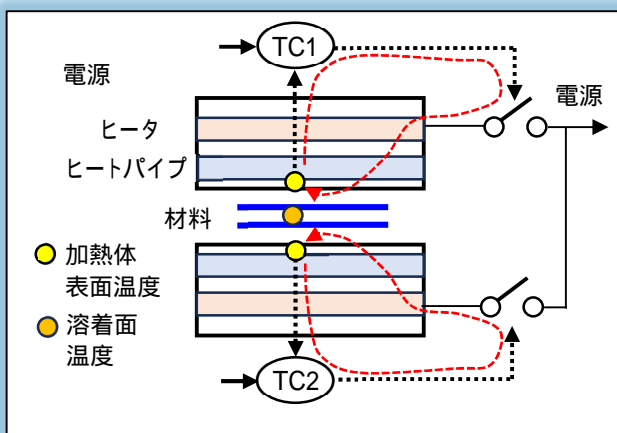 TC1
電源
電源
ヒータ
ヒートパイプ
材料
加熱体
表面温度
溶着面
温度
TC2